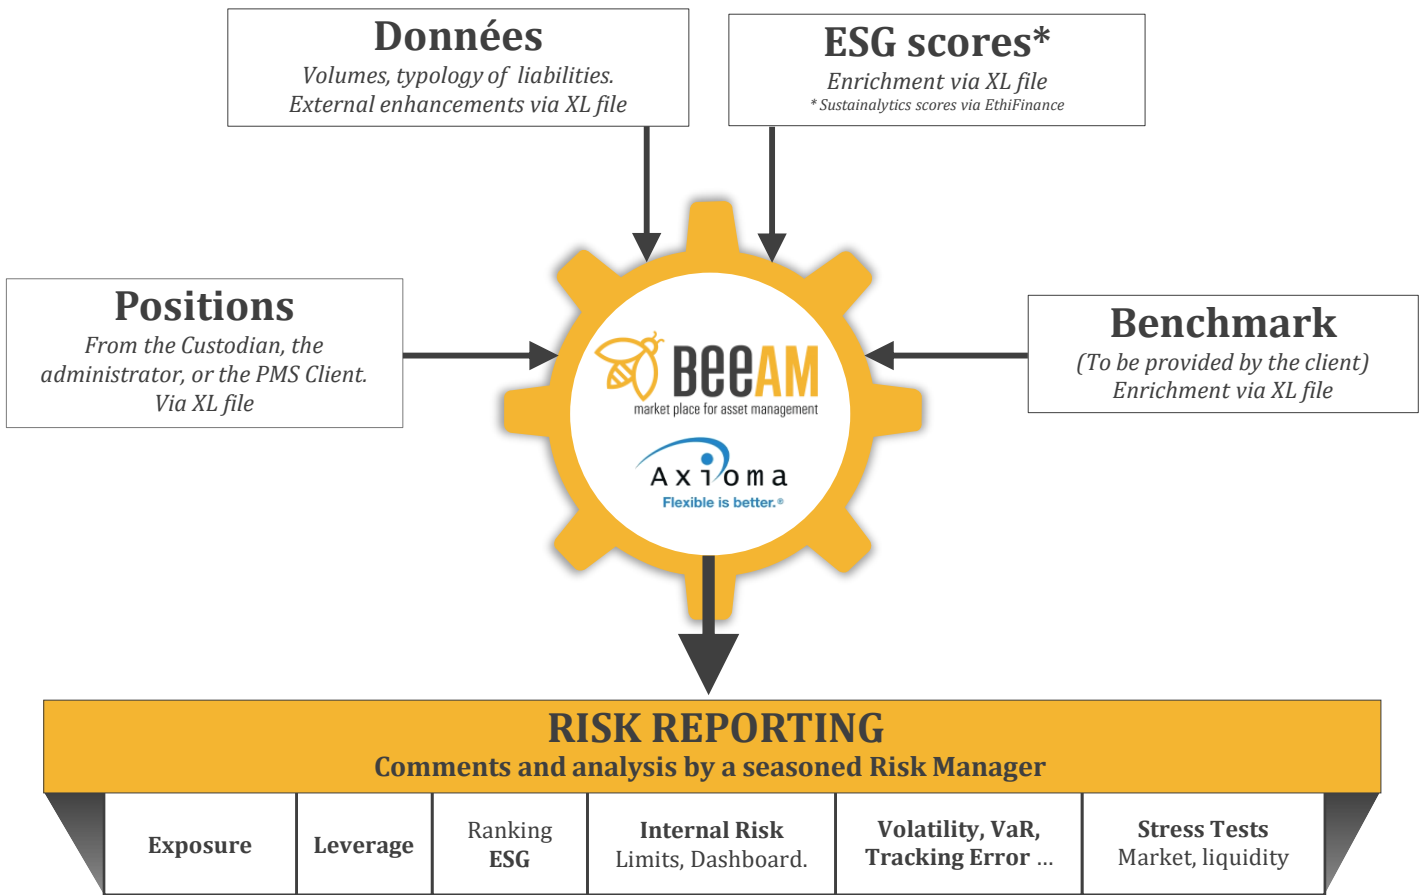 Données
Volumes, typology of liabilities.
External enhancements via XL file
ESG scores*
Enrichment via XL file
* Sustainalytics scores via EthiFinance
Positions
From the Custodian, the
administrator, or the PMS Client.
Via XL file
BeeAM
market place for asset management
Axioma
Flexible is better.®
Benchmark
(To be provided by the client)
Enrichment via XL file
RISK REPORTING
Comments and analysis by a seasoned Risk Manager
Exposure
Leverage
Ranking
ESG
Internal Risk
Limits, Dashboard.
Volatility, VaR,
Tracking Error ...
Stress Tests
Market, liquidity